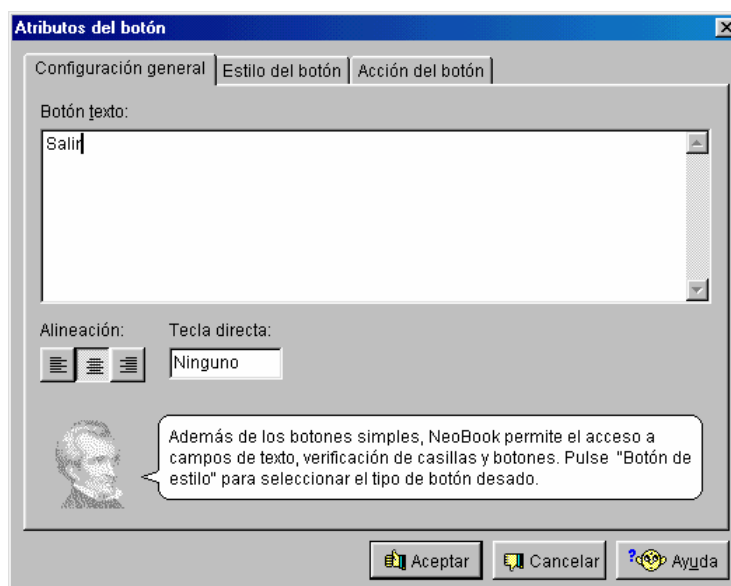 Atributos del botón
Configuración general Estilo del botón Acción del botón
Botón texto:
Salir
Alineación: Tecla directa:
Ninguno
Además de los botones simples, NeoBook permite el acceso a
campos de texto, verificación de casillas y botones. Pulse "Botón de
estilo" para seleccionar el tipo de botón desado.
Aceptar Cancelar Ayuda